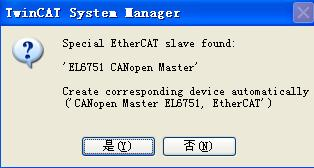 TwinCAT System Manager
Special EtherCAT slave found:
'EL6751 CANopen Master'
Create corresponding device automatically
('CANopen Master EL6751, EtherCAT')
是(Y) 否(N)